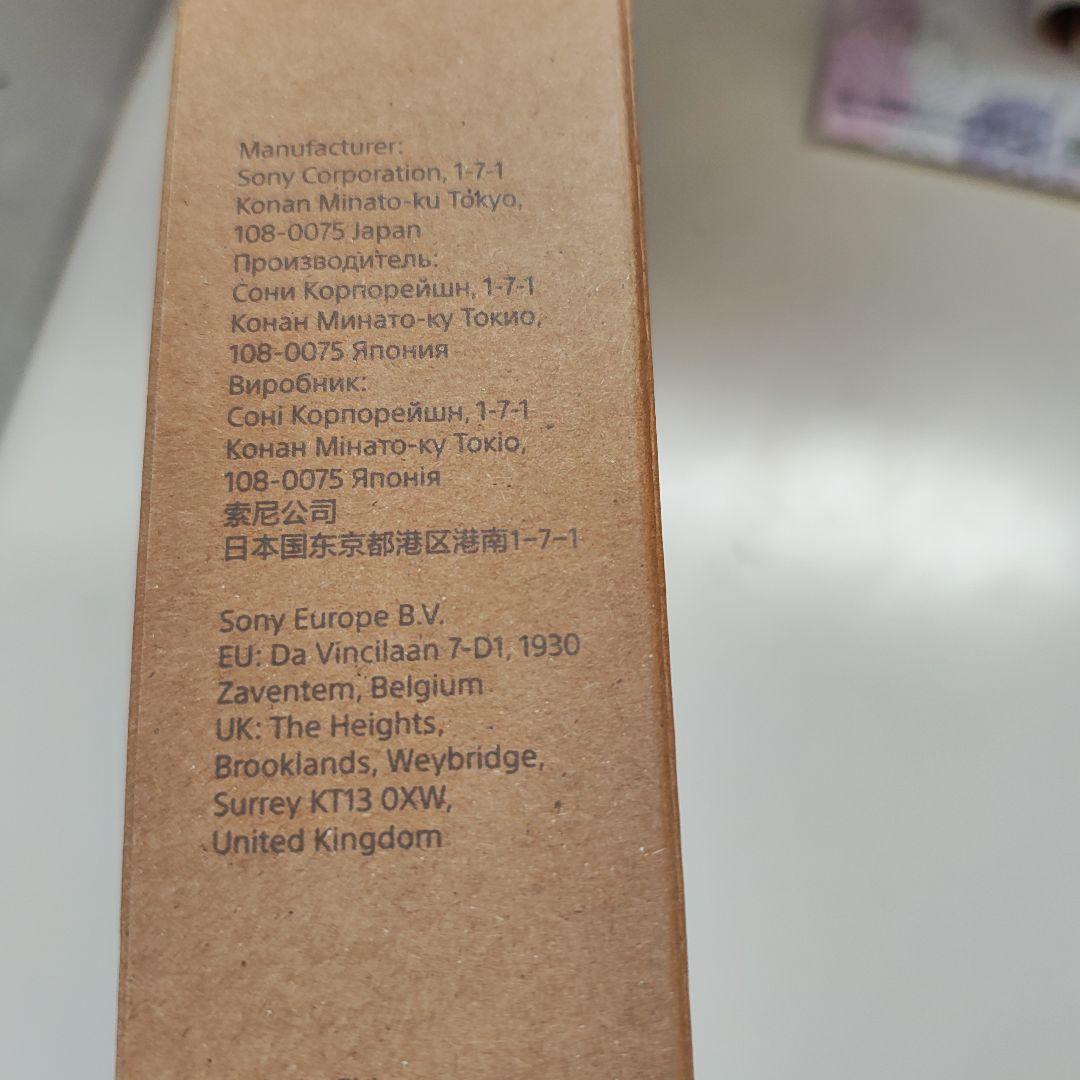 Manufacturer:
Sony Corporation, 1-7-1
Konan Minato-ku Tokyo,
108-0075 Japan
Производитель:
Сони Корпорейшн, 1-7-1
Конан Минато-ку Токио,
108-0075 Япония
Виробник:
Соні Корпорейшн, 1-7-1
Конан Мінато-ку Токіо,
108-0075 Японія
索尼公司
日本国东京都港区港南1-7-1
Sony Europe B.V.
EU: Da Vincilaan 7-D1, 1930
Zaventem, Belgium
UK: The Heights,
Brooklands, Weybridge,
Surrey KT13 0XW,
United Kingdom